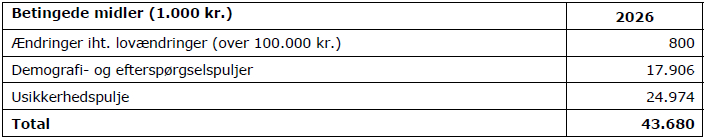 Betingede midler (1.000 kr.) 2026
Ændringer iht. lovændringer (over 100.000 kr.) 800
Demografi- og efterspørgselspuljer 17.906
Usikkerhedspulje 24.974
Total 43.680